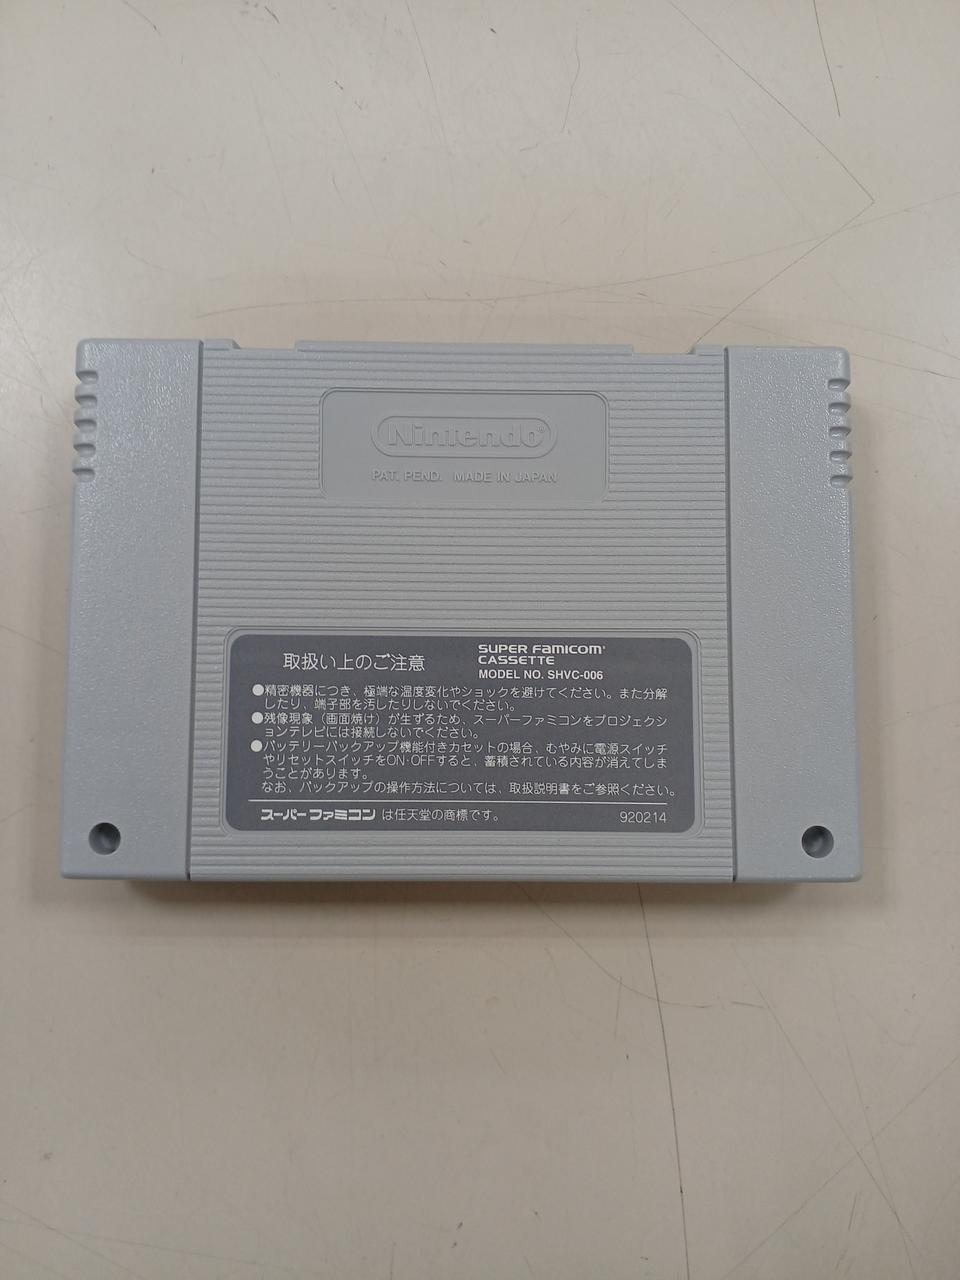 Nintendo®
PAT. PEND. MADE IN JAPAN
取扱い上のご注意
SUPER FAMICOM
CASSETTE
MODEL NO. SHVC-006
●精密機器につき、極端な温度変化やショックを避けてください。また分解
したり、端子部を汚したりしないでください。
●残像現象（画面焼け）が生ずるため、スーパーファミコンをプロジェクシ
ョンテレビには接続しないでください。
●バッテリーバックアップ機能付きカセットの場合、むやみに電源スイッチ
やリセットスイッチをON・OFFすると、蓄積されている内容が消えてしま
うことがあります。
なお、バックアップの操作方法については、取扱説明書をご参照ください。
スーパーファミコン は任天堂の商標です。
920214